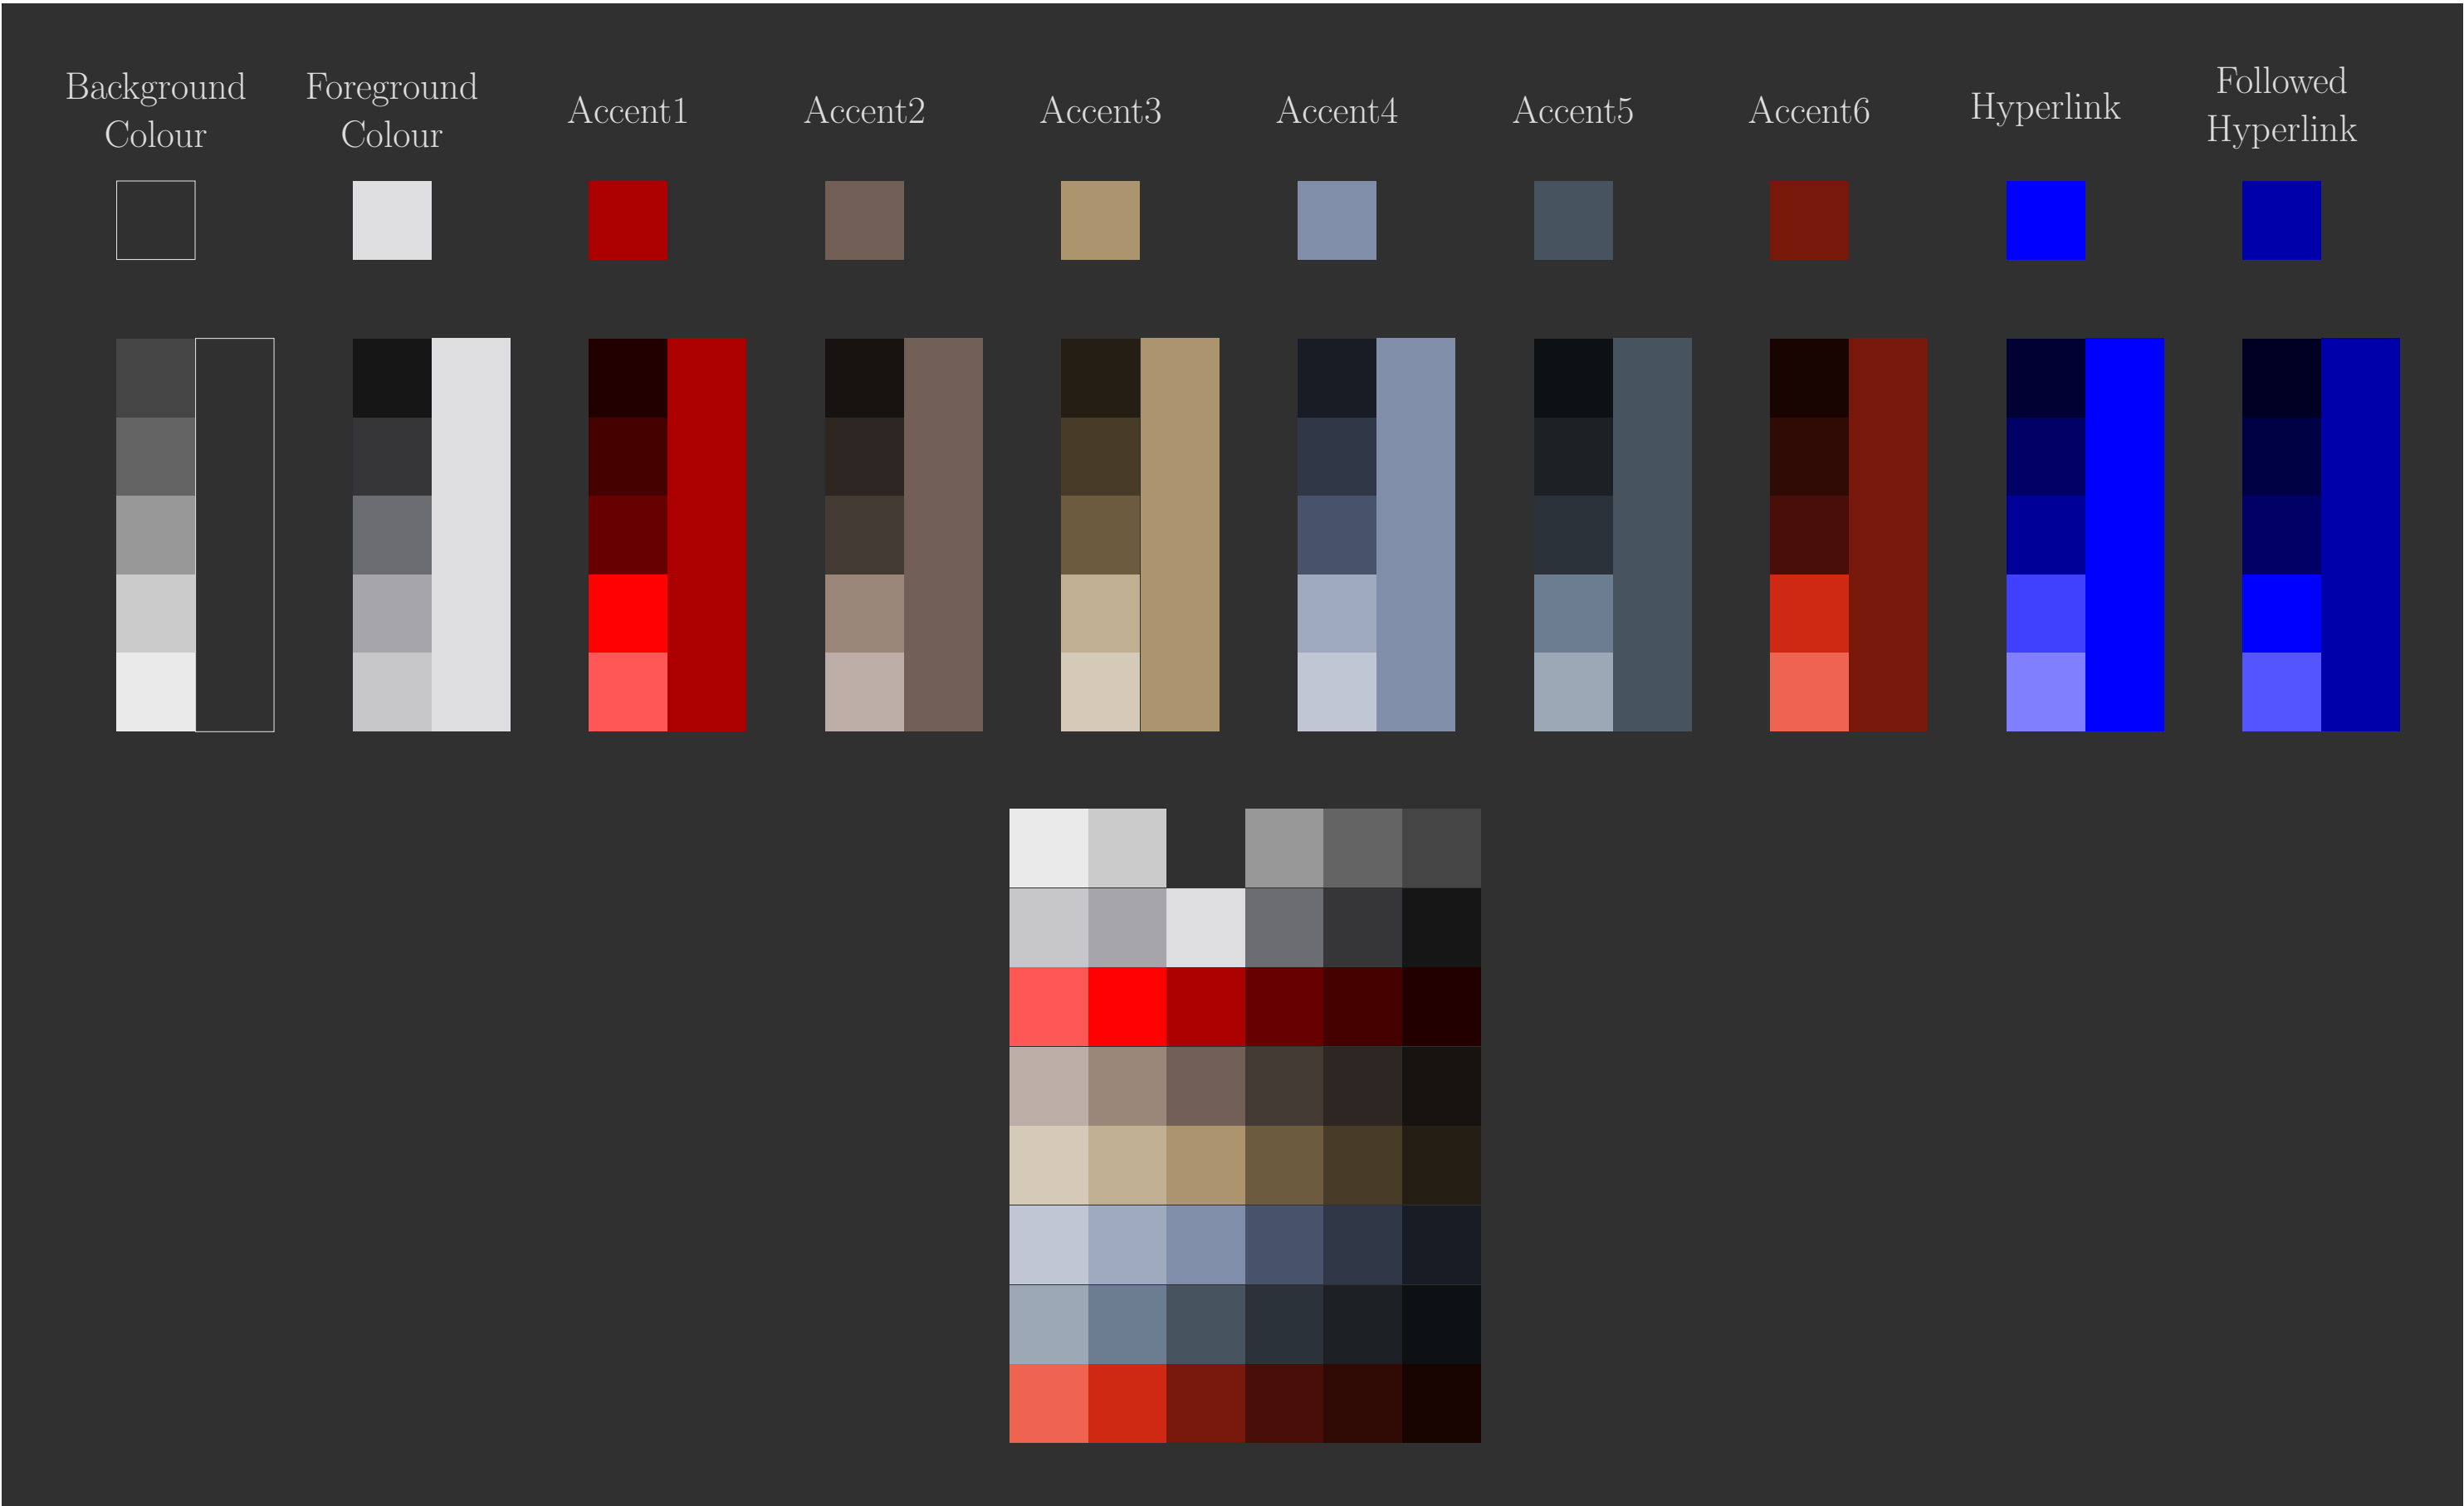 Background
Colour
Foreground
Colour
Accent1
Accent2
Accent3
Accent4
Accent5
Accent6
Hyperlink
Followed
Hyperlink